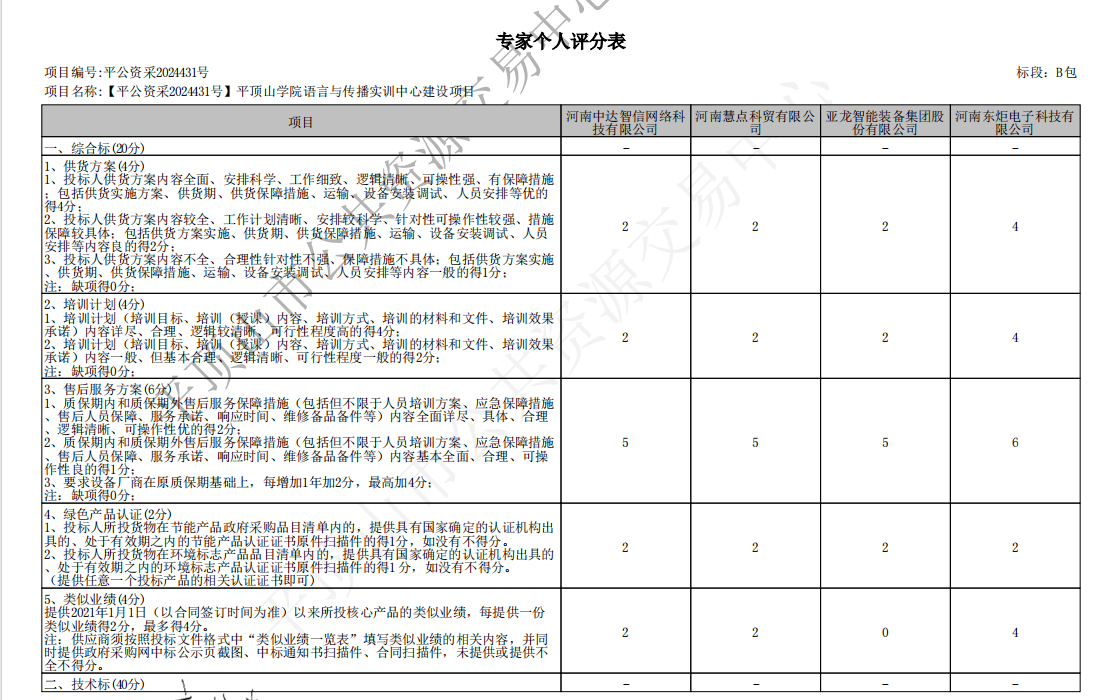 专家个人评分表
项目编号:平公资采2024431号
标段: B包
项目名称:【平公资采2024431号】平顶山学院语言与传播实训中心建设项目
项目
河南中达智信网络科
技有限公司
河南慧点科贸有限公
司
亚龙智能装备集团股
份有限公司
河南东炬电子科技有
限公司
一、综合标(20分)
–
–
–
–
1、供货方案(4分)
1、投标人供货方案内容全面、安排科学、工作细致、逻辑清晰、可操性强、有保障措施
；包括供货实施方案、供货期、供货保障措施、运输、设备安装调试、人员安排等优的
得4分；
2、投标人供货方案内容较全、工作计划清晰、安排较科学、针对性可操作性较强、措施
保障较具体；包括供货方案实施、供货期、供货保障措施、运输、设备安装调试、人员
安排等内容良的得2分；
3、投标人供货方案内容不全、合理性针对性不强、保障措施不具体；包括供货方案实施
、供货期、供货保障措施、运输、设备安装调试、人员安排等内容一般的得1分；
注：缺项得0分；
2
2
2
4
2、培训计划(4分)
1、培训计划（培训目标、培训（授课）内容、培训方式、培训的材料和文件、培训效果
承诺）内容详尽、合理、逻辑较清晰、可行性程度高的得4分；
2、培训计划（培训目标、培训（授课）内容、培训方式、培训的材料和文件、培训效果
承诺）内容一般、但基本合理、逻辑清晰、可行性程度一般的得2分；
注：缺项得0分；
2
2
2
4
3、售后服务方案(6分)
1、质保期内和质保期外售后服务保障措施（包括但不限于人员培训方案、应急保障措施
、售后人员保障、服务承诺、响应时间、维修备品备件等）内容全面详尽、具体、合理
、逻辑清晰、可操作性优的得2分；
2、质保期内和质保期外售后服务保障措施（包括但不限于人员培训方案、应急保障措施
、售后人员保障、服务承诺、响应时间、维修备品备件等）内容基本全面、合理、可操
作性良的得1分；
3、要求设备厂商在原质保期基础上，每增加1年加2分，最高加4分；
注：缺项得0分；
5
5
5
6
4、绿色产品认证(2分)
1、投标人所投货物在节能产品政府采购品目清单内的，提供具有国家确定的认证机构出
具的、处于有效期之内的节能产品认证证书原件扫描件的得1分，如没有不得分。
2、投标人所投货物在环境标志产品品目清单内的，提供具有国家确定的认证机构出具的
、处于有效期之内的环境标志产品认证证书原件扫描件的得1 分，如没有不得分。
（提供任意一个投标产品的相关认证证书即可）
2
2
2
2
5、类似业绩(4分)
提供2021年1月1日（以合同签订时间为准）以来所投核心产品的类似业绩，每提供一份
类似业绩得2分，最多得4分。
注：供应商须按照投标文件格式中“类似业绩一览表”填写类似业绩的相关内容，并同
时提供政府采购网中标公示页截图、中标通知书扫描件、合同扫描件，未提供或提供不
全不得分。
2
2
0
4
二、技术标(40分)
–
–
–
–
平顶山市公共资源交易中心
平顶山市公共资源交易中心